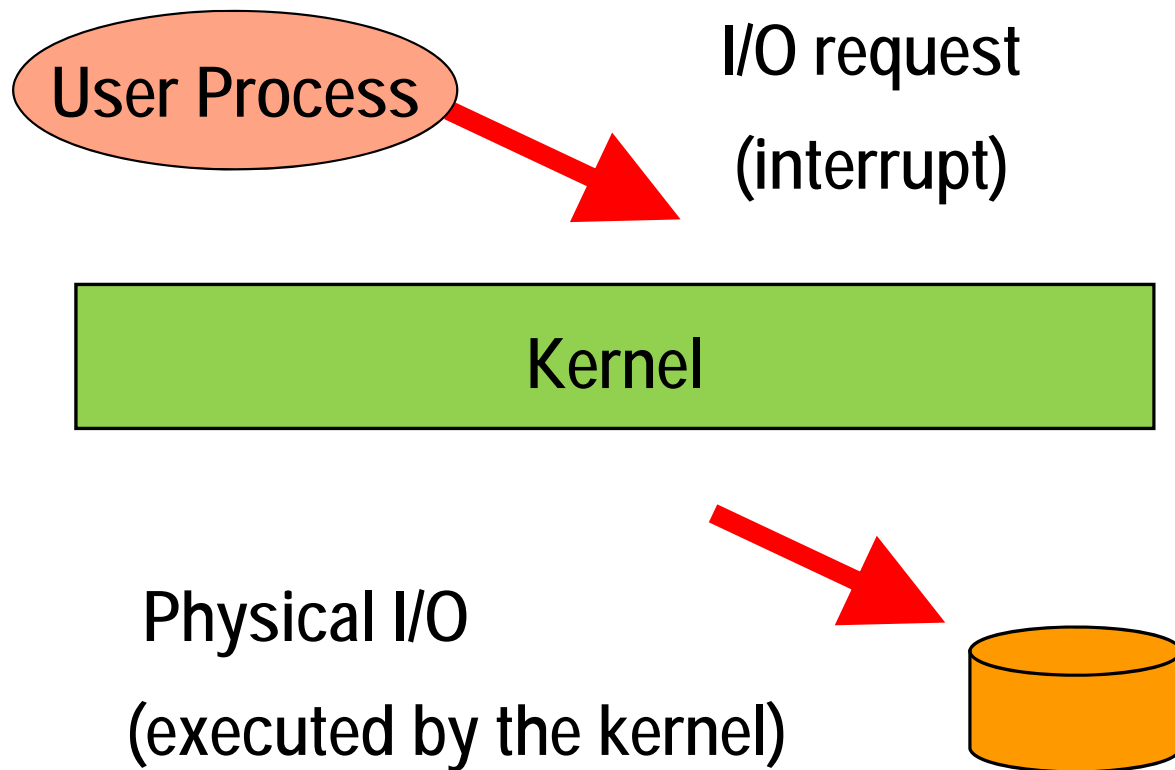 User Process
I/O request
(interrupt)
Kernel
Physical I/O
(executed by the kernel)